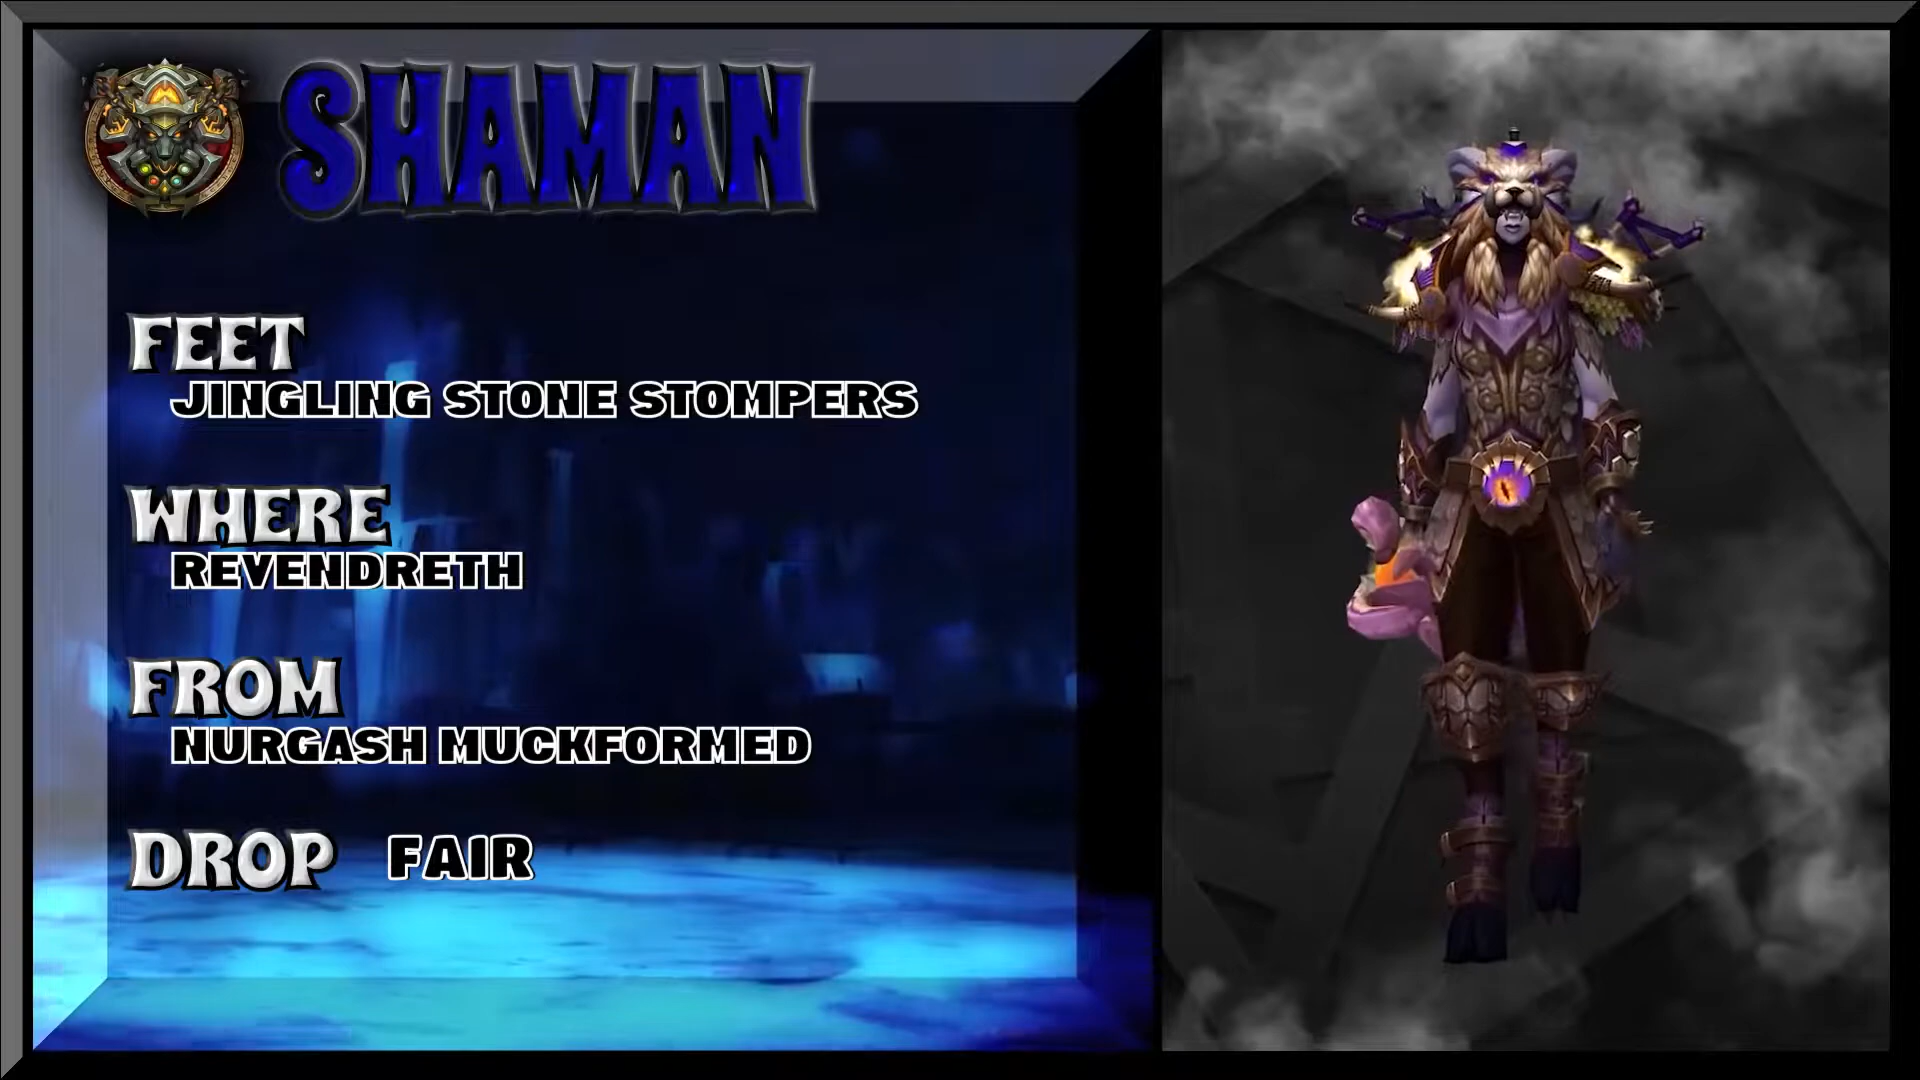 SHAMAN
FEET
JINGLING STONE STOMPERS
WHERE
REVENDRETH
FROM
NURGASH MUCKFORMED
DROP FAIR